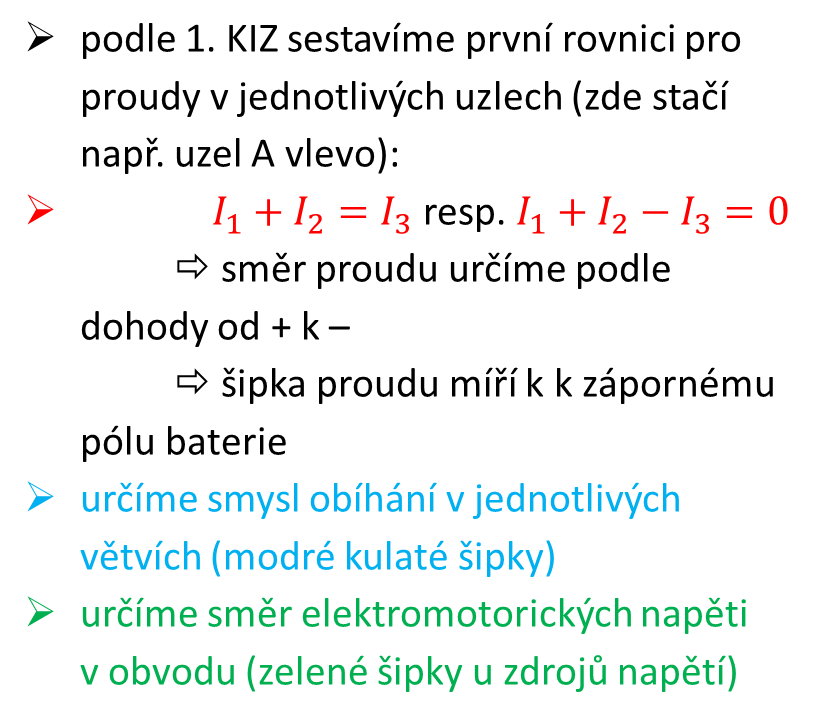 ➢ podle 1. KIZ sestavíme první rovnici pro
proudy v jednotlivých uzlech (zde stačí
např. uzel A vlevo):
➢ I₁ + I₂ = I₃ resp. I₁ + I₂ − I₃ = 0
⇨ směr proudu určíme podle
dohody od + k –
⇨ šipka proudu míří k k zápornému
pólu baterie
➢ určíme smysl obíhání v jednotlivých
větvích (modré kulaté šipky)
➢ určíme směr elektromotorických napěti
v obvodu (zelené šipky u zdrojů napětí)